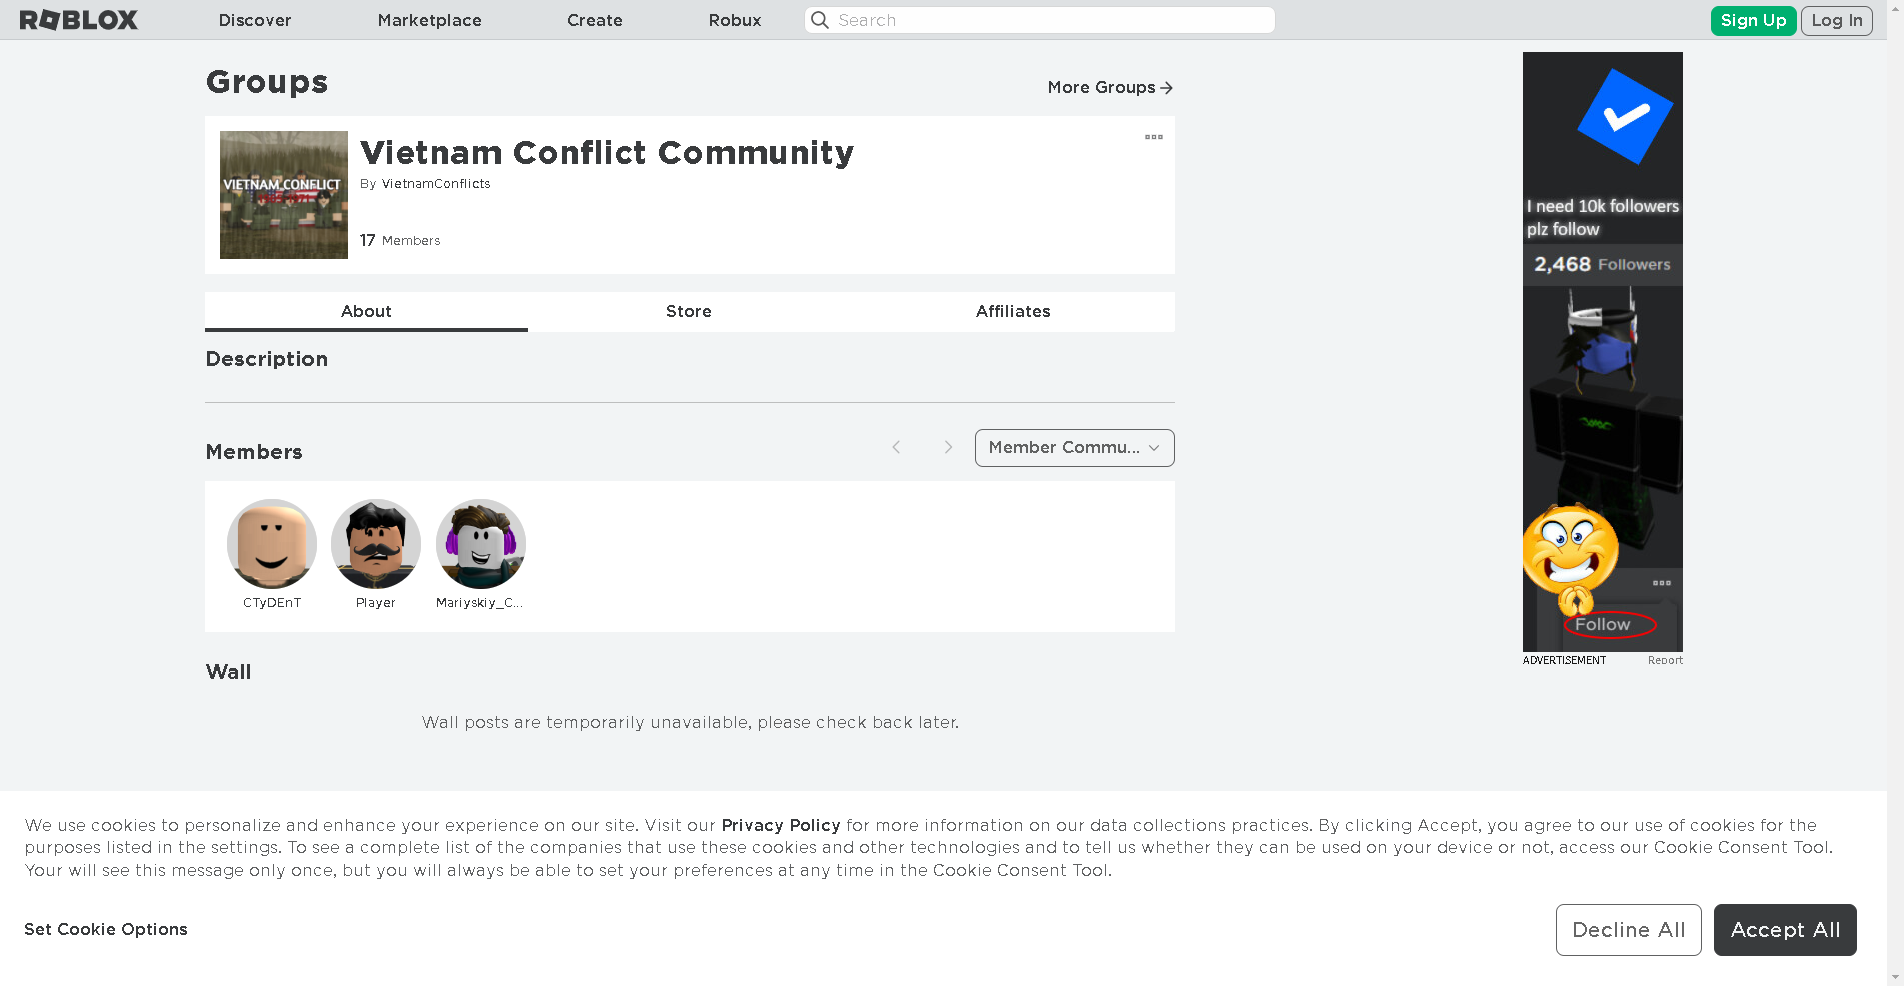 ROBLOX
Discover
Marketplace
Create
Robux
Search
Sign Up
Log In
Groups
More Groups
VIETNAM CONFLICT
Vietnam Conflict Community
By VietnamConflicts
17 Members
About
Store
Affiliates
Description
Members
Member Commu...
CTyDEnT
Player
Mariyskiy_C...
Wall
Wall posts are temporarily unavailable, please check back later.
I need 10k followers
plz follow
2,468 Followers
Follow
ADVERTISEMENT
Report
We use cookies to personalize and enhance your experience on our site. Visit our Privacy Policy for more information on our data collections practices. By clicking Accept, you agree to our use of cookies for the
purposes listed in the settings. To see a complete list of the companies that use these cookies and other technologies and to tell us whether they can be used on your device or not, access our Cookie Consent Tool.
Your will see this message only once, but you will always be able to set your preferences at any time in the Cookie Consent Tool.
Set Cookie Options
Decline All
Accept All